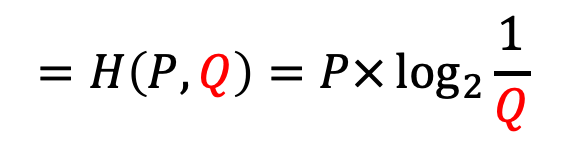 = H(P, Q) = P × log₂ 1/Q